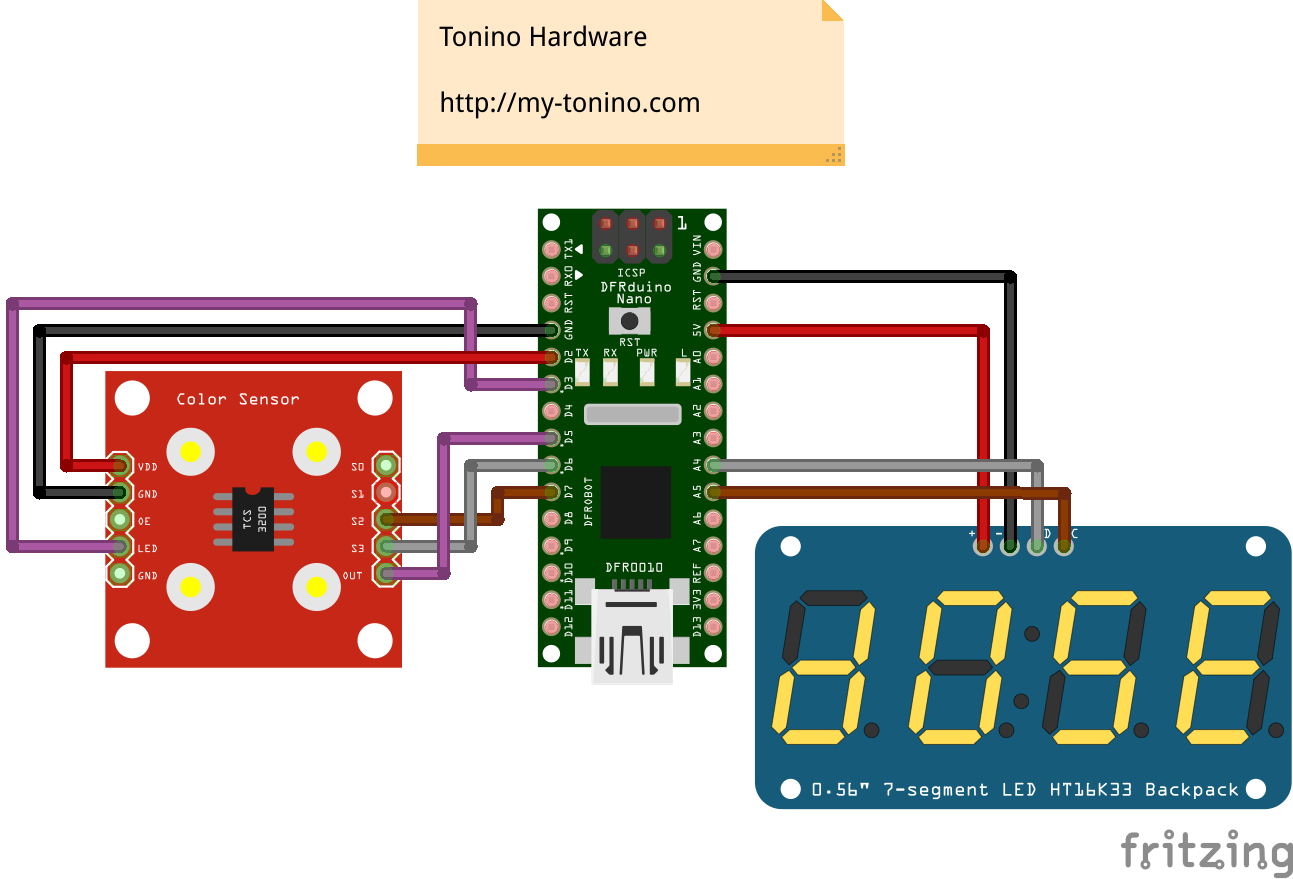 Tonino Hardware
http://my-tonino.com
1
TX1
RX0
RST
GND
D2
D3
D4
D5
D6
D7
D8
D9
D10
D11
D12
VIN
GND
RST
5V
A0
A1
A2
A3
A4
A5
A6
A7
REF
3V3
D13
ICSP
DFRduino
Nano
RST
TX RX PWR L
DFROBOT
DFR0010
Color Sensor
VDD
GND
OE
LED
GND
TCS
3500
S0
S1
S2
S3
OUT
+ - D C
0.56" 7-segment LED HT16K33 Backpack
fritzing